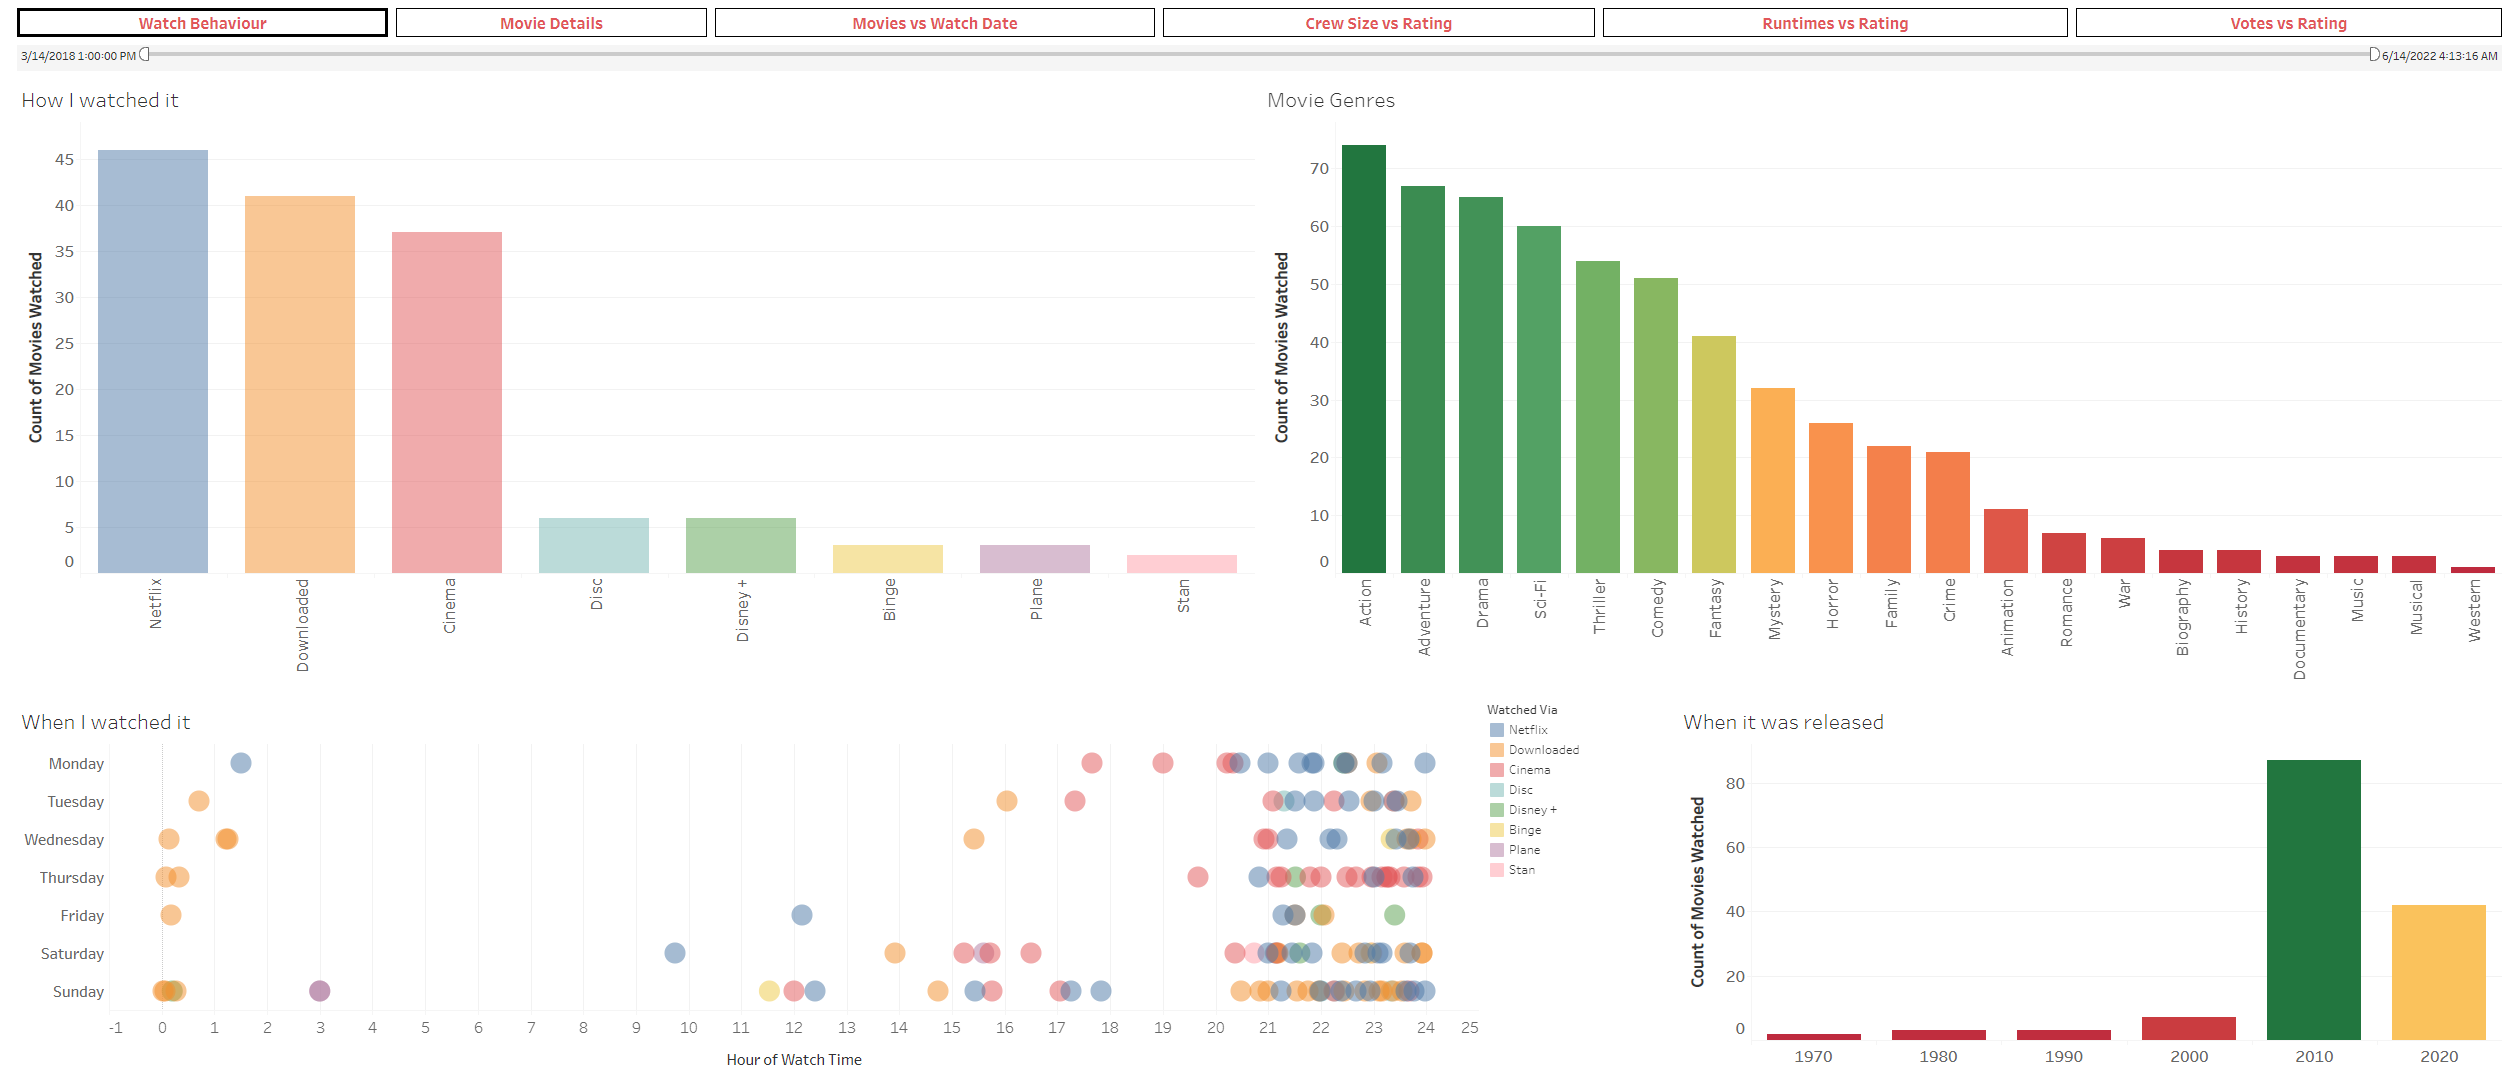 Watch Behaviour
Movie Details
Movies vs Watch Date
Crew Size vs Rating
Runtimes vs Rating
Votes vs Rating
3/14/2018 1:00:00 PM
6/14/2022 4:13:16 AM
How I watched it
Count of Movies Watched
45
40
35
30
25
20
15
10
5
0
Netflix
Downloaded
Cinema
Disc
Disney +
Binge
Plane
Stan
Movie Genres
Count of Movies Watched
70
60
50
40
30
20
10
0
Action
Adventure
Drama
Sci-Fi
Thriller
Comedy
Fantasy
Mystery
Horror
Family
Crime
Animation
Romance
War
Biography
History
Documentary
Music
Musical
Western
When I watched it
Monday
Tuesday
Wednesday
Thursday
Friday
Saturday
Sunday
-1 0 1 2 3 4 5 6 7 8 9 10 11 12 13 14 15 16 17 18 19 20 21 22 23 24 25
Hour of Watch Time
Watched Via
Netflix
Downloaded
Cinema
Disc
Disney +
Binge
Plane
Stan
When it was released
Count of Movies Watched
80
60
40
20
0
1970 1980 1990 2000 2010 2020